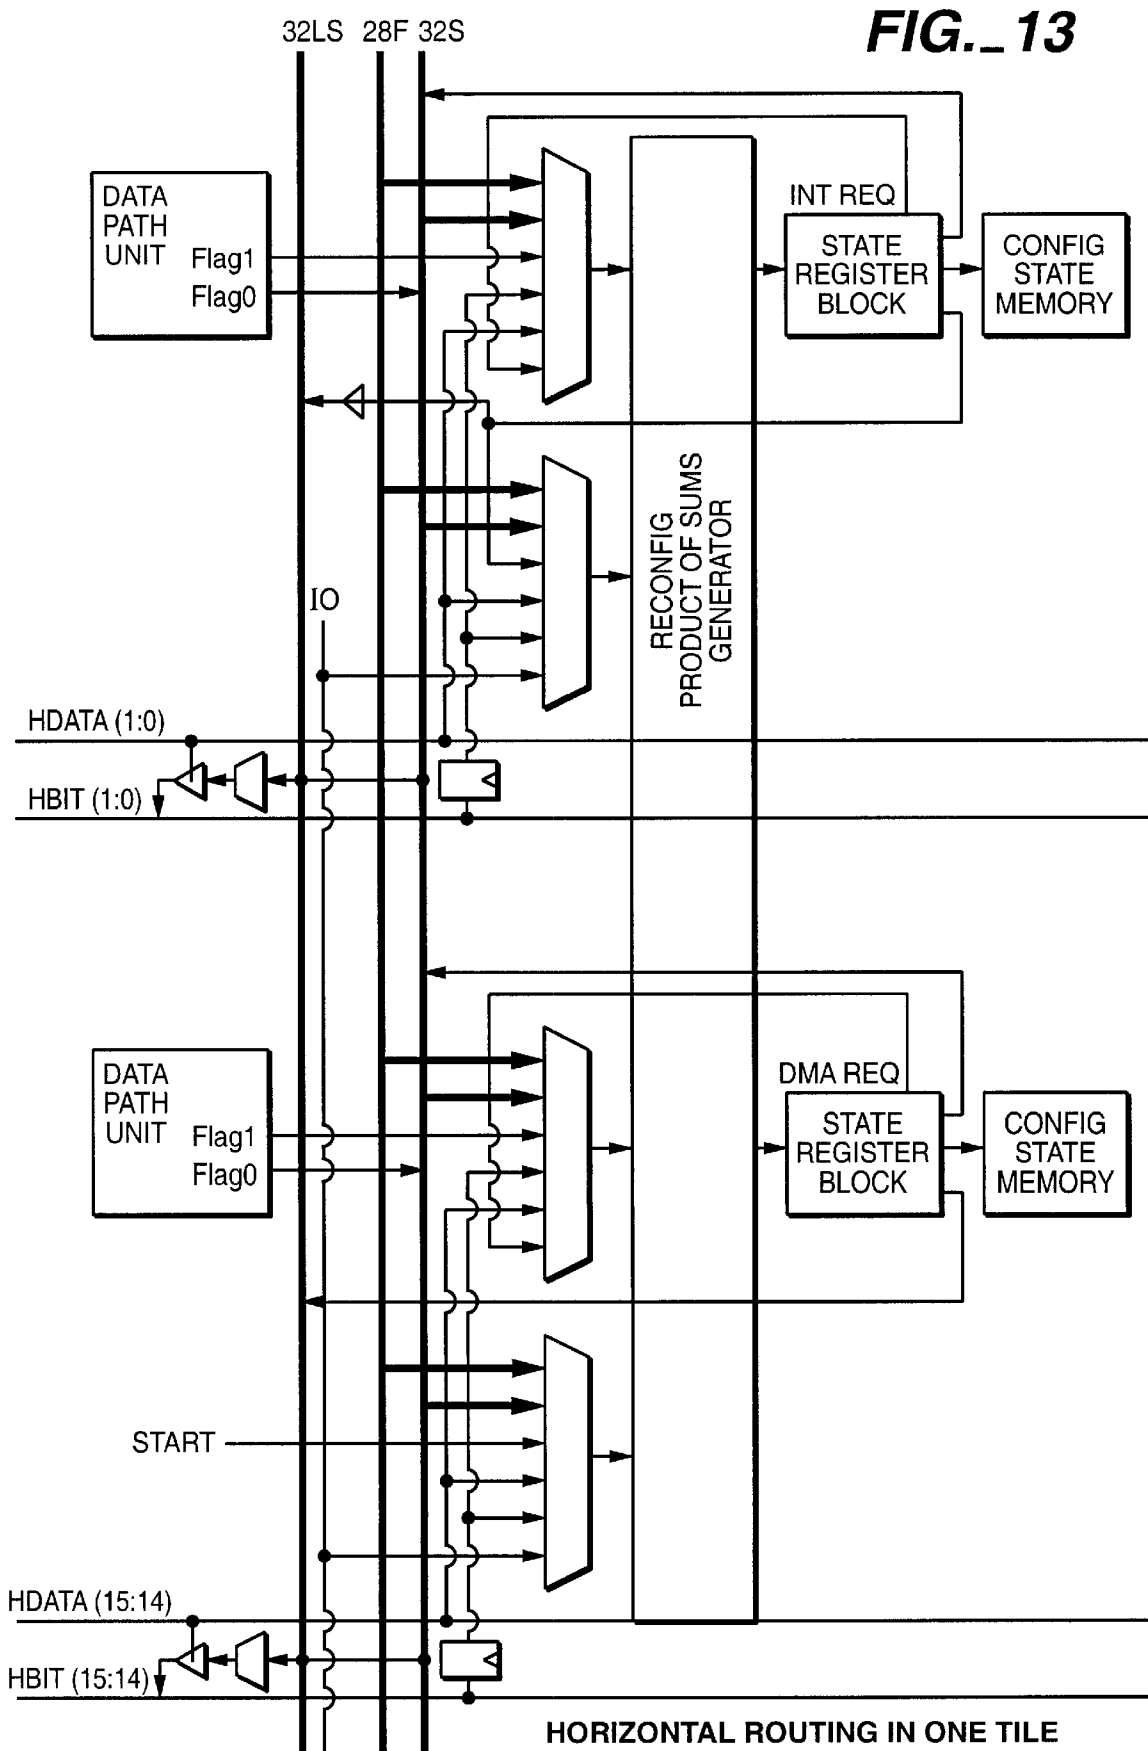 FIG._13
32LS 28F 32S
DATA
PATH
UNIT
Flag1
Flag0
INT REQ
STATE
REGISTER
BLOCK
CONFIG
STATE
MEMORY
RECONFIG
PRODUCT OF SUMS
GENERATOR
IO
HDATA (1:0)
HBIT (1:0)
DATA
PATH
UNIT
Flag1
Flag0
DMA REQ
STATE
REGISTER
BLOCK
CONFIG
STATE
MEMORY
START
HDATA (15:14)
HBIT (15:14)
HORIZONTAL ROUTING IN ONE TILE